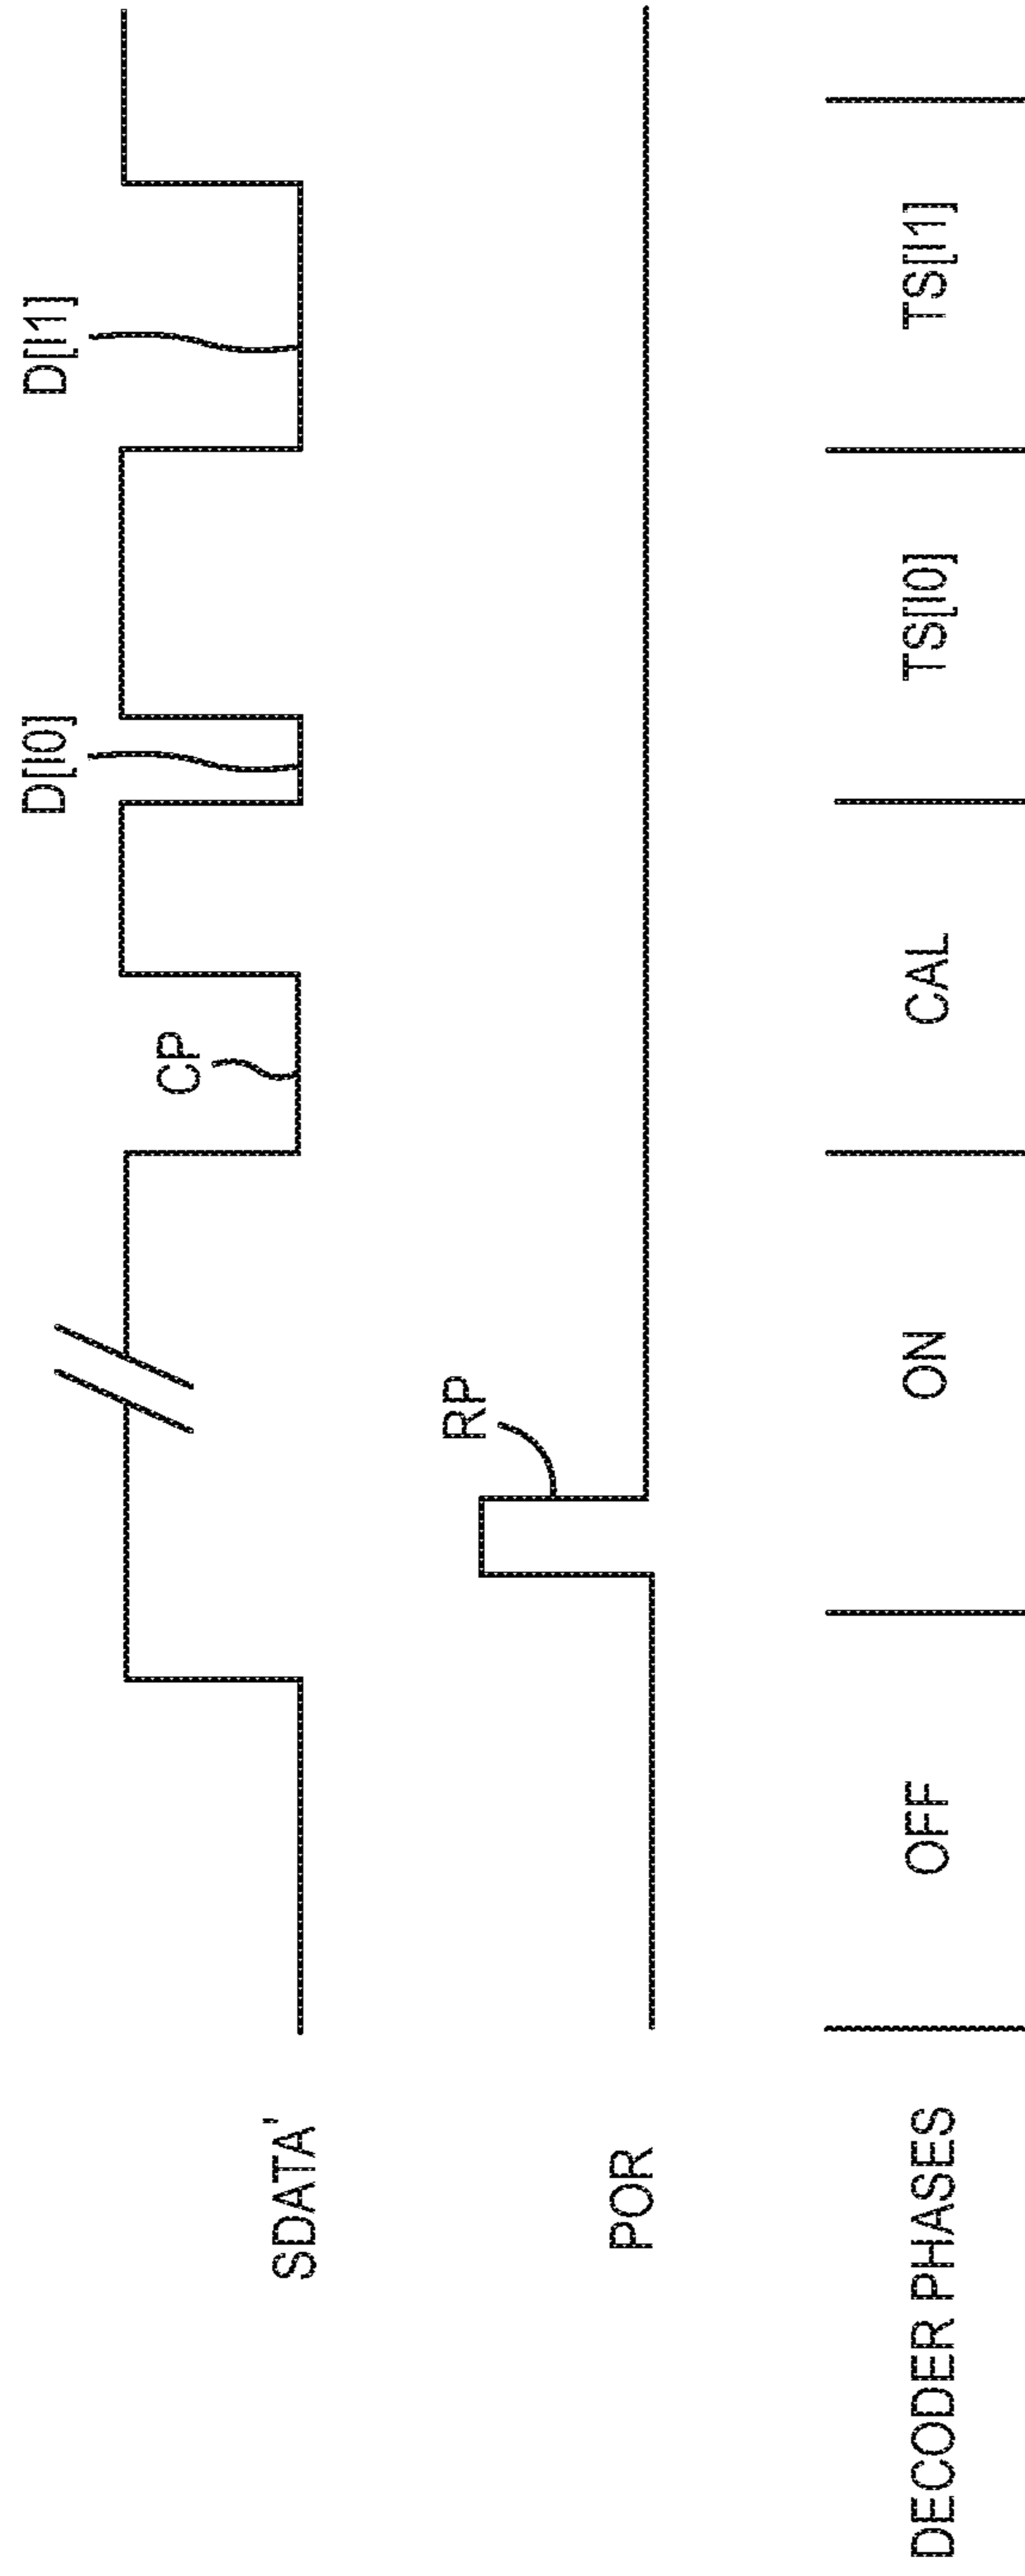 D[I0]
D[I1]
CP
SDATA'
RP
POR
DECODER PHASES
OFF
ON
CAL
TS[I0]
TS[I1]